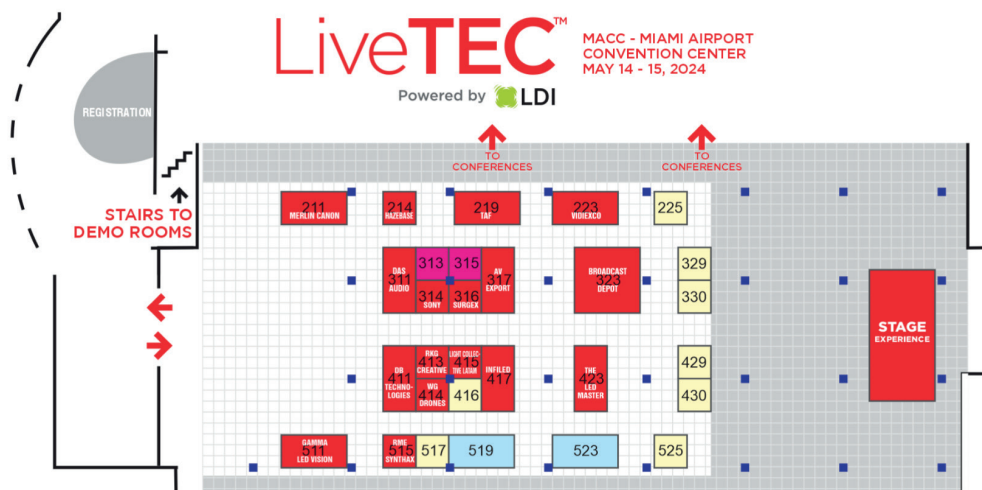 LiveTEC™
MACC - MIAMI AIRPORT
CONVENTION CENTER
MAY 14 - 15, 2024
Powered by LDI
REGISTRATION
TO
CONFERENCES
TO
CONFERENCES
STAIRS TO
DEMO ROOMS
211
MERLIN CANON
214
HAZEBASE
219
TAF
223
VIDIEXCO
225
DAS
311
AUDIO
313
315
314
SONY
316
SURGEX
AV
317
EXPORT
BROADCAST
323
DEPOT
329
330
STAGE
EXPERIENCE
DB
411
TECHNO-
LOGIES
RKG
413
CREATIVE
LIGHT COLLEC-
415
TIVE LASAM
WG
414
DRONES
416
INFILED
417
THE
423
LED
MASTER
429
430
GAMMA
511
LED VISION
RME
515
SYNTHAX
517
519
523
525